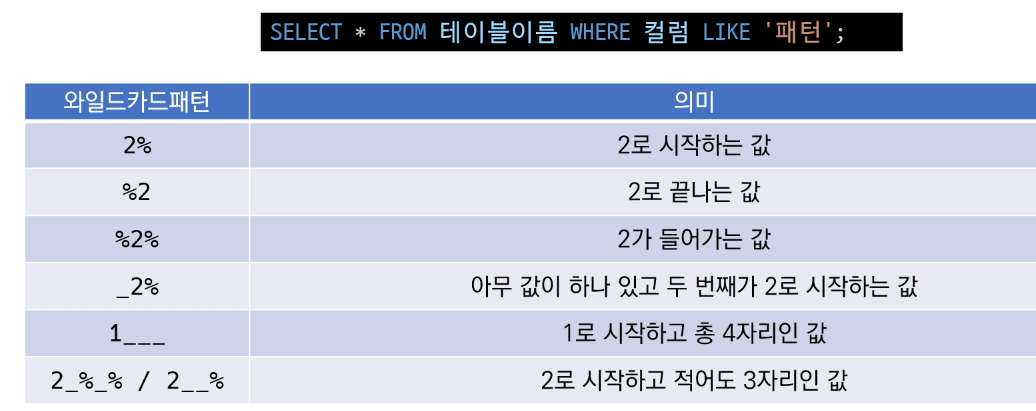 SELECT * FROM 테이블이름 WHERE 컬럼 LIKE '패턴';
와일드카드패턴 의미
2% 2로 시작하는 값
%2 2로 끝나는 값
%2% 2가 들어가는 값
_2% 아무 값이 하나 있고 두 번째가 2로 시작하는 값
1___ 1로 시작하고 총 4자리인 값
2_%_% / 2__% 2로 시작하고 적어도 3자리인 값